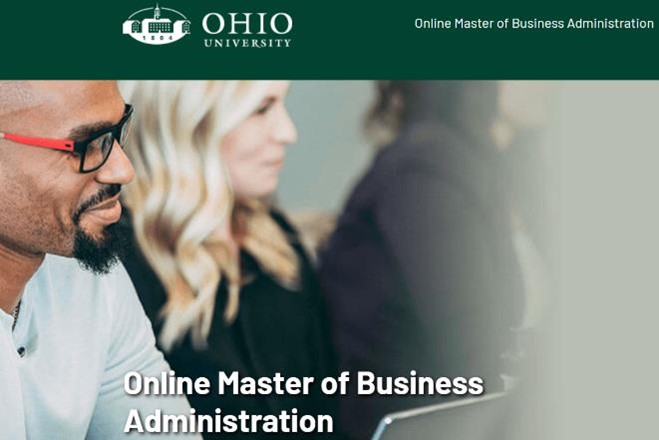 OHIO
UNIVERSITY
1804
Online Master of Business Administration
Online Master of Business
Administration